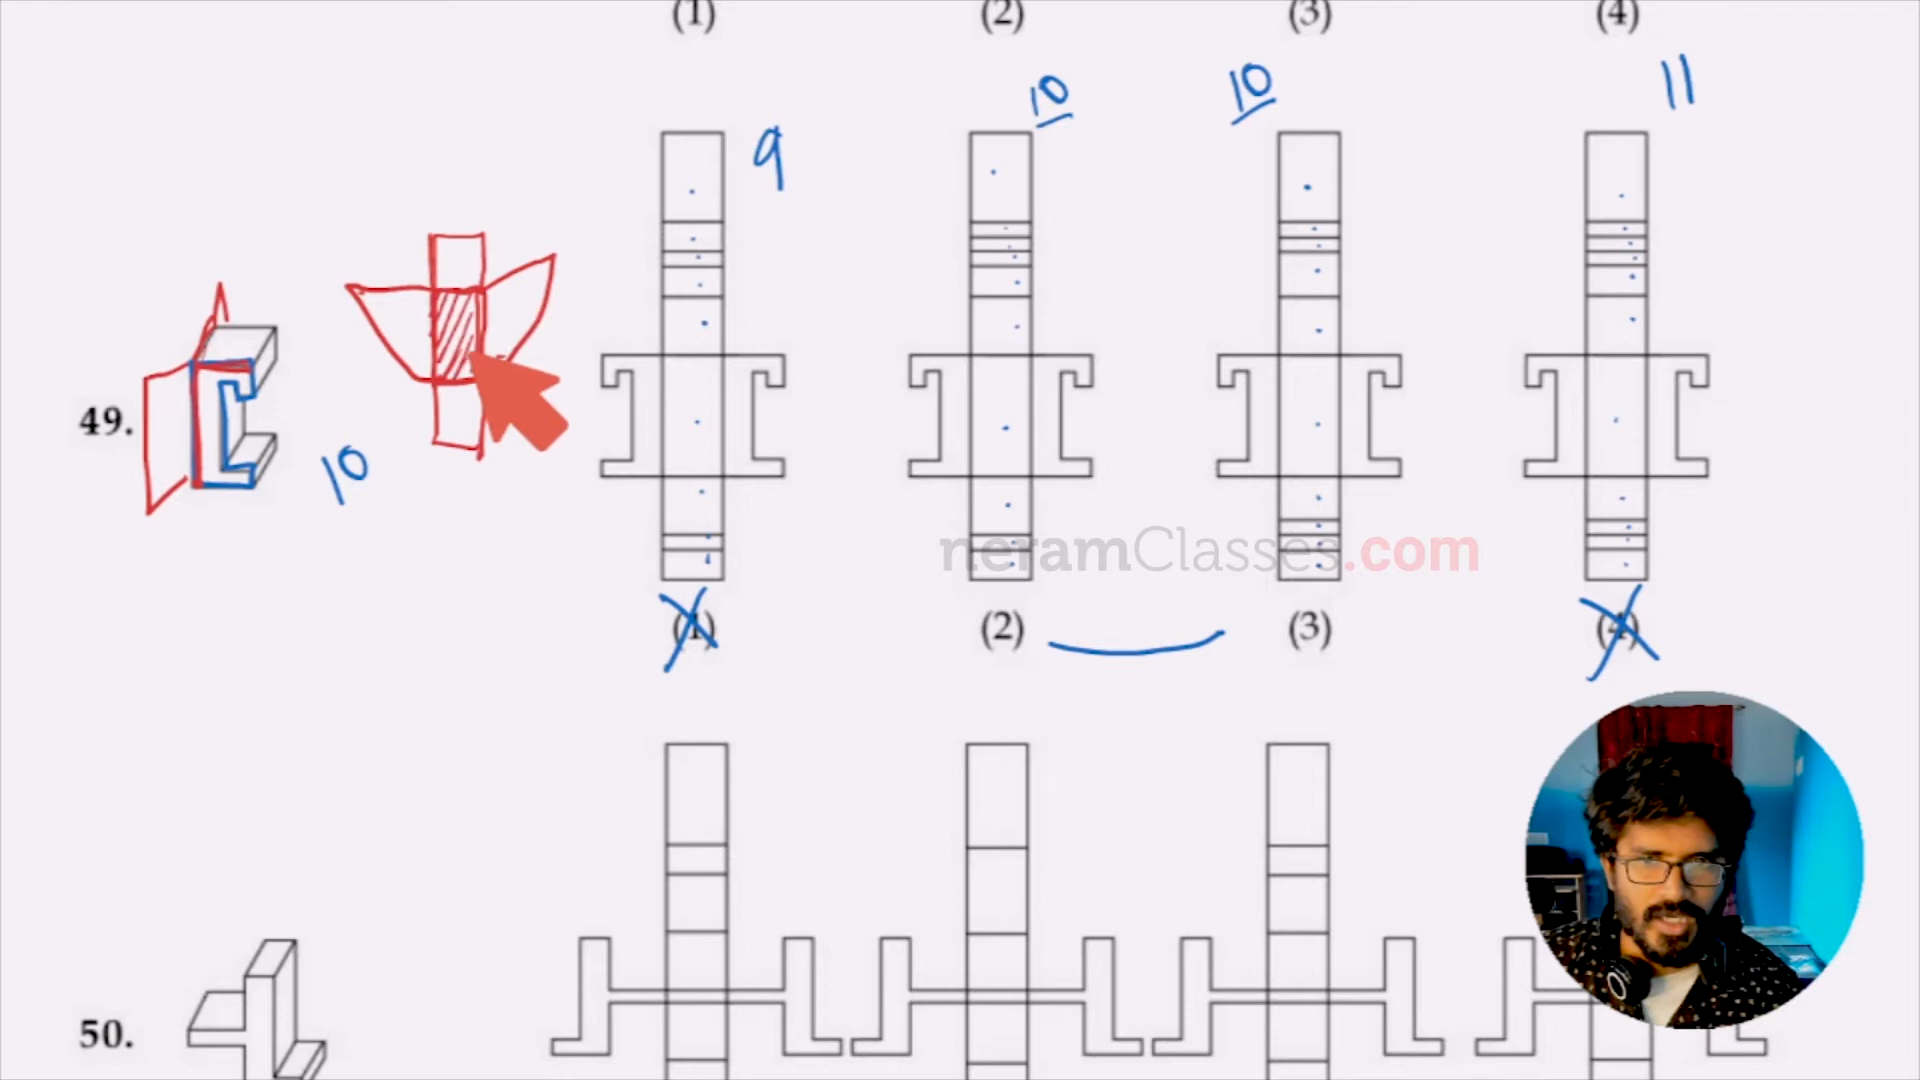 (1) (2) (3) (4)
9 10 10 11
49. 10
neramClasses.com
(1) (2) (3) (4)
50.